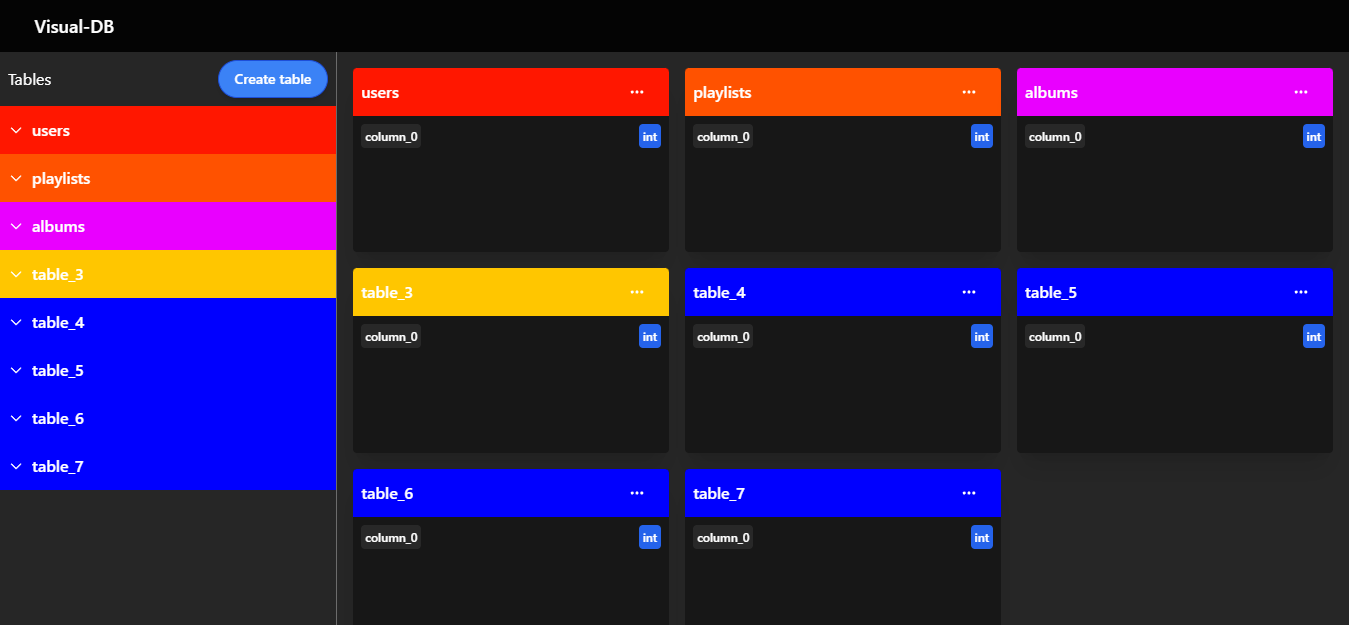 Visual-DB
Tables
Create table
users
playlists
albums
table_3
table_4
table_5
table_6
table_7
users
playlists
albums
column_0 int
column_0 int
column_0 int
table_3
table_4
table_5
column_0 int
column_0 int
column_0 int
table_6
table_7
column_0 int
column_0 int